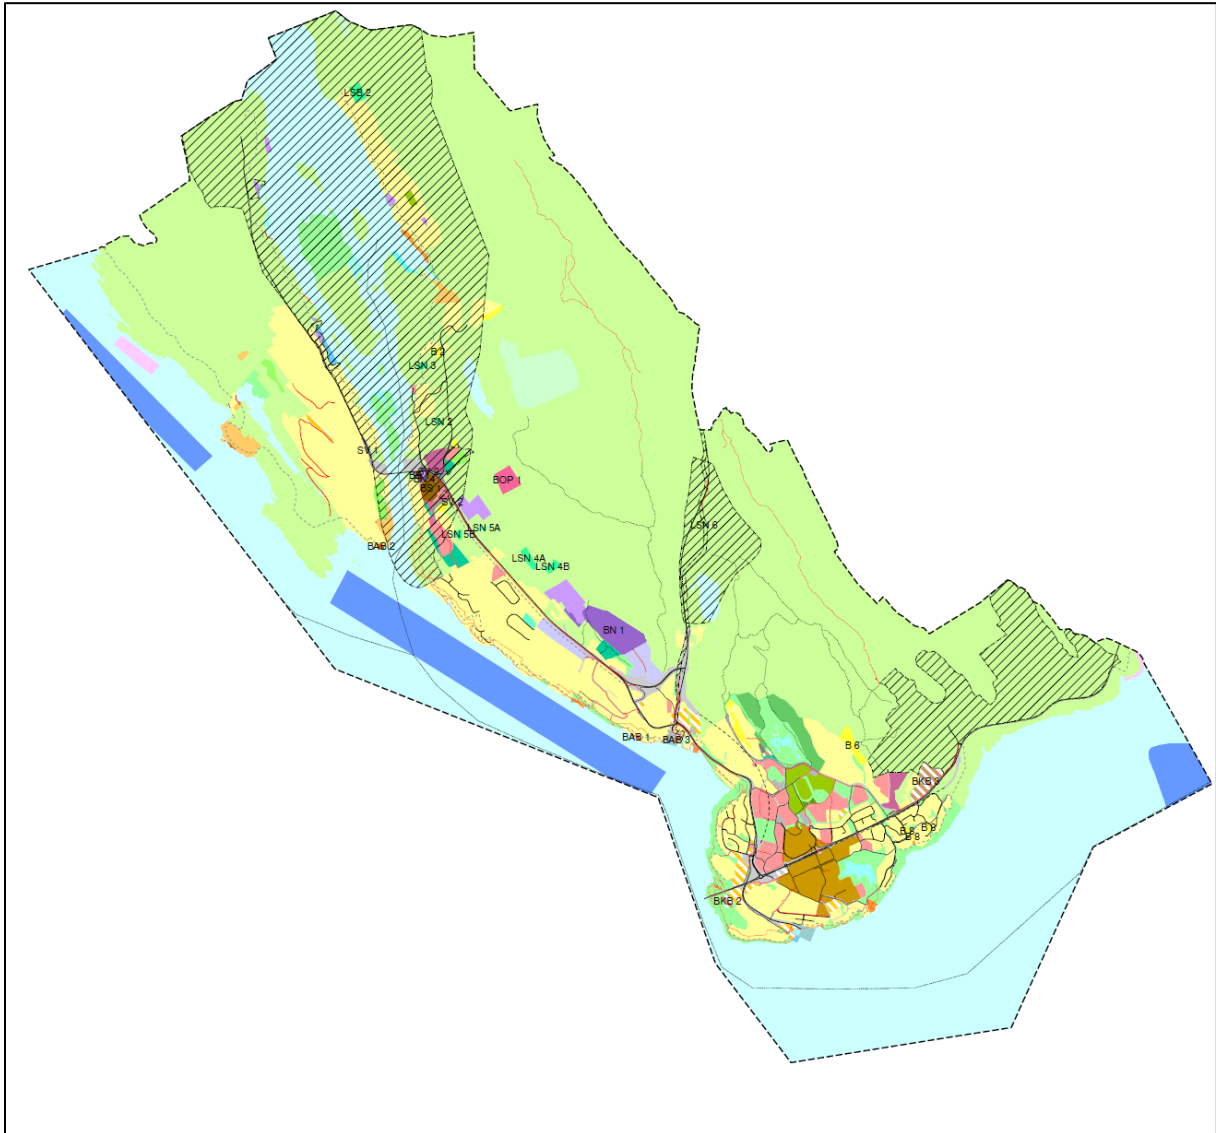 LSB 2
B 2
LSN 3
LSN 2
SV 1
BS 1
BOP 1
SV 2
LSN 5A
LSN 5B
BAB 2
LSN 4A
LSN 4B
LSN 6
BN 1
BAB 1
BAB 3
B 6
BKB 3
B 8
B 8
B 8
BKB 2